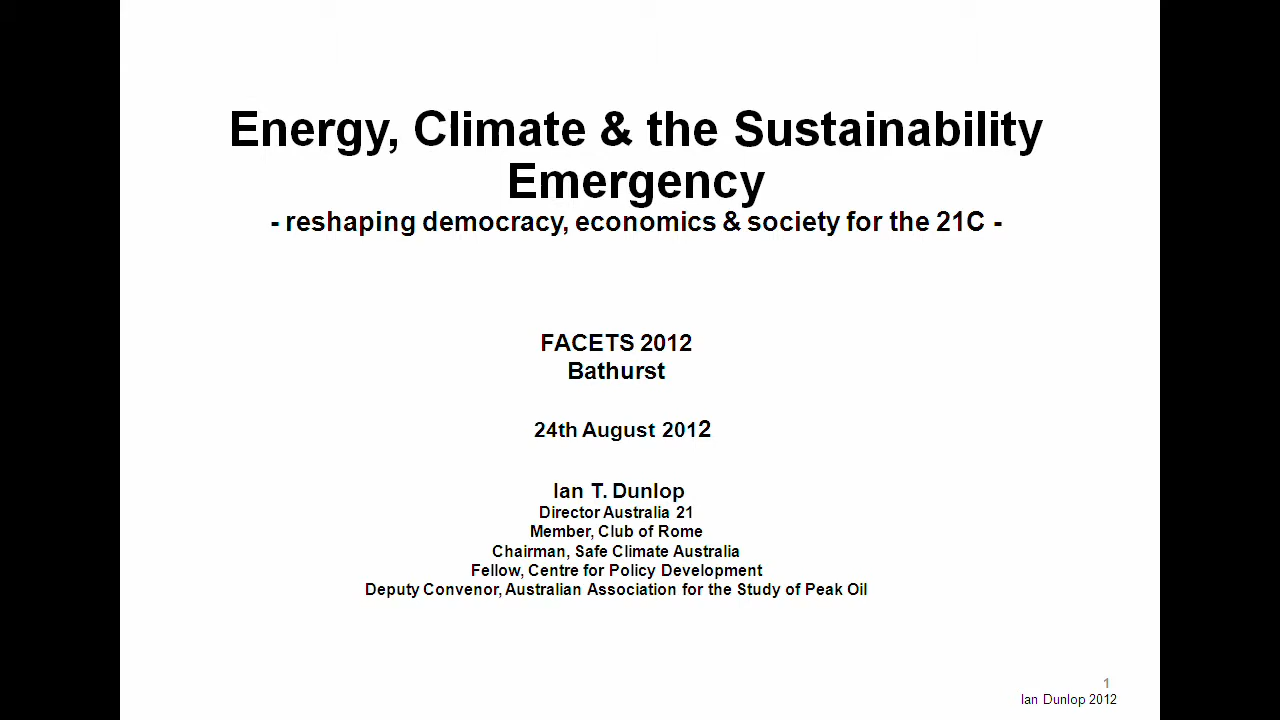 Energy, Climate & the Sustainability
Emergency
- reshaping democracy, economics & society for the 21C -
FACETS 2012
Bathurst
24th August 2012
Ian T. Dunlop
Director Australia 21
Member, Club of Rome
Chairman, Safe Climate Australia
Fellow, Centre for Policy Development
Deputy Convenor, Australian Association for the Study of Peak Oil
1
Ian Dunlop 2012